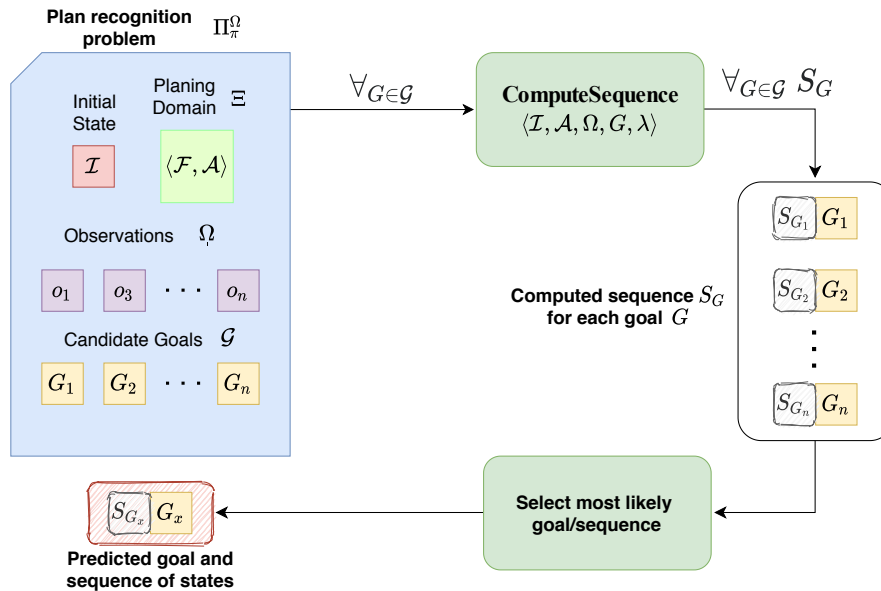 Plan recognition
problem
Π_π^Ω
Initial
State
ℐ
Planing
Domain
Ξ
⟨ℱ, 𝒜⟩
Observations Ω
o_1 o_3 · · · o_n
Candidate Goals 𝒢
G_1 G_2 · · · G_n
∀_{G∈𝒢}
ComputeSequence
⟨ℐ, 𝒜, Ω, G, λ⟩
∀_{G∈𝒢} S_G
S_{G_1} G_1
S_{G_2} G_2
S_{G_n} G_n
Computed sequence S_G
for each goal G
Select most likely
goal/sequence
S_{G_x} G_x
Predicted goal and
sequence of states